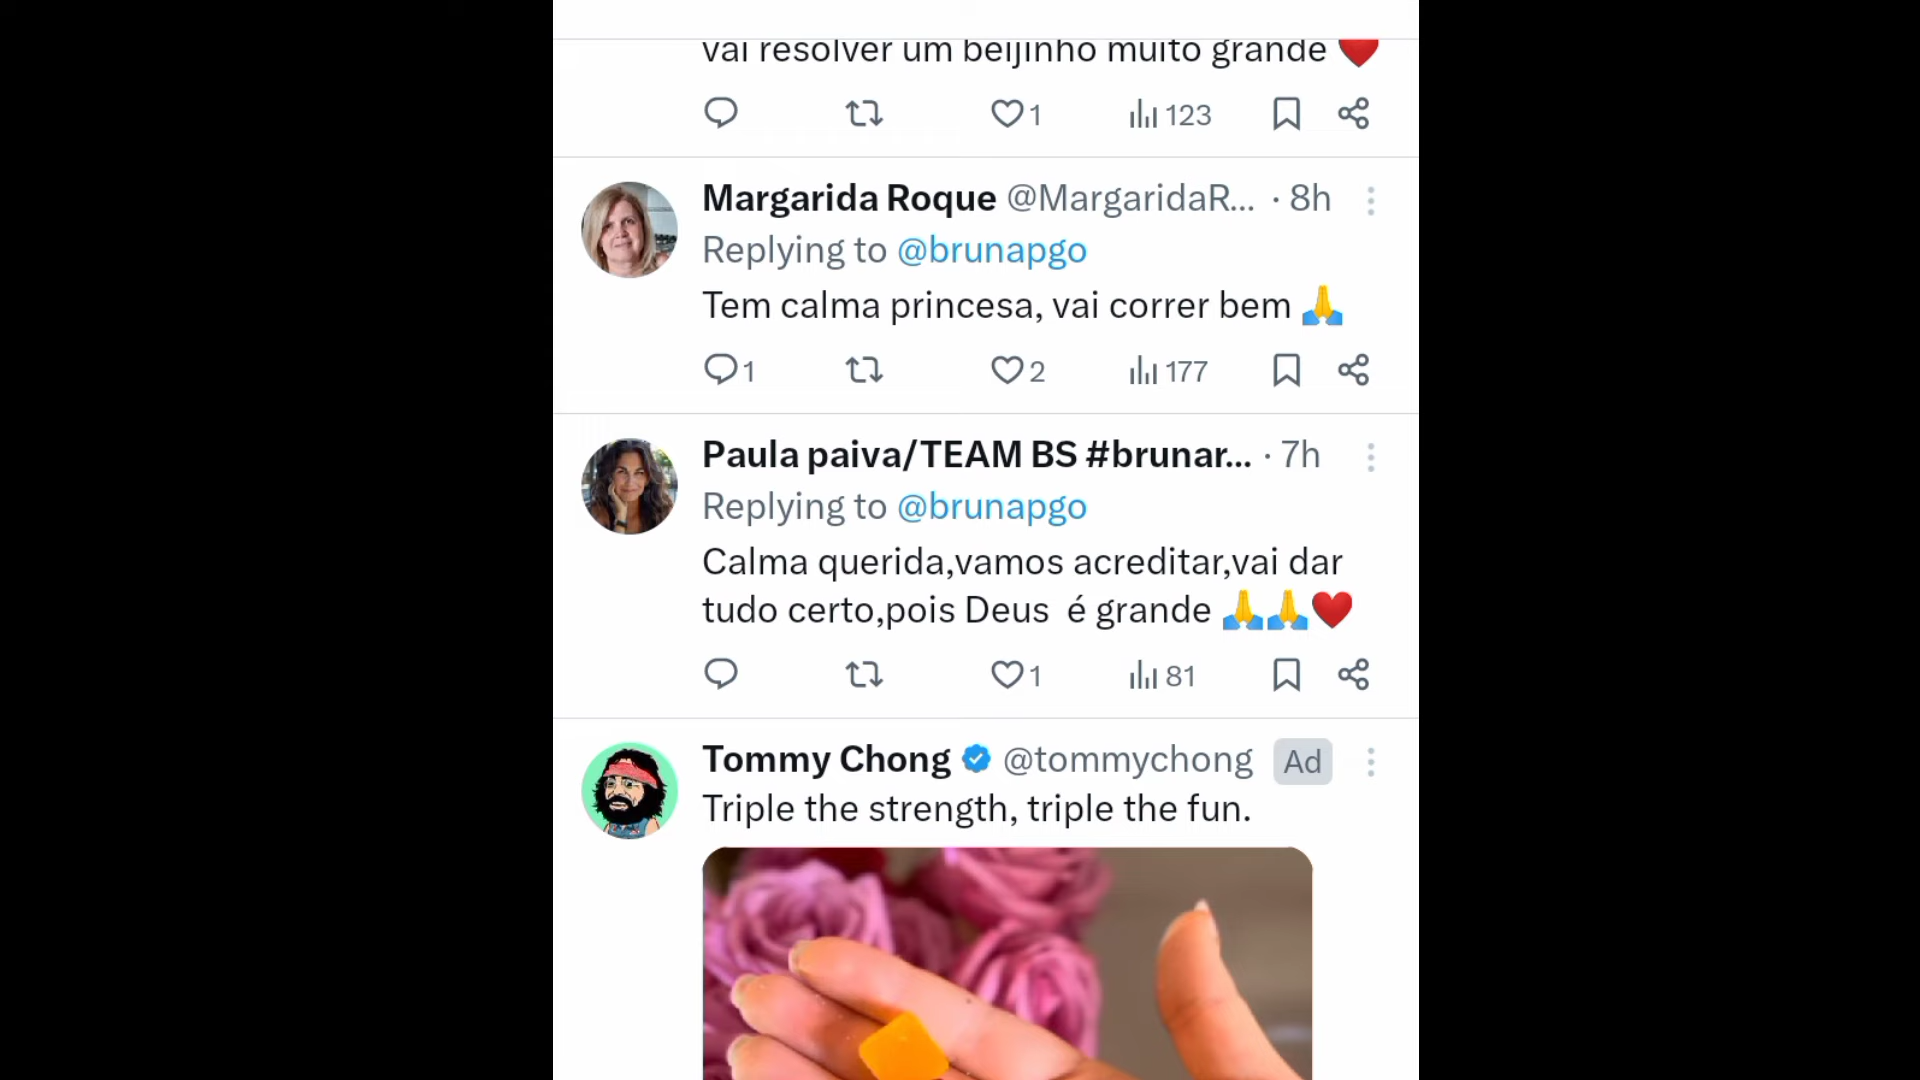 vai resolver um beijinho muito grande ❤️
1 123
Margarida Roque @MargaridaR... · 8h
Replying to @brunapgo
Tem calma princesa, vai correr bem 🙏
1 2 177
Paula paiva/TEAM BS #brunar... · 7h
Replying to @brunapgo
Calma querida,vamos acreditar,vai dar
tudo certo,pois Deus  é grande 🙏🙏❤️
1 81
Tommy Chong @tommychong Ad
Triple the strength, triple the fun.